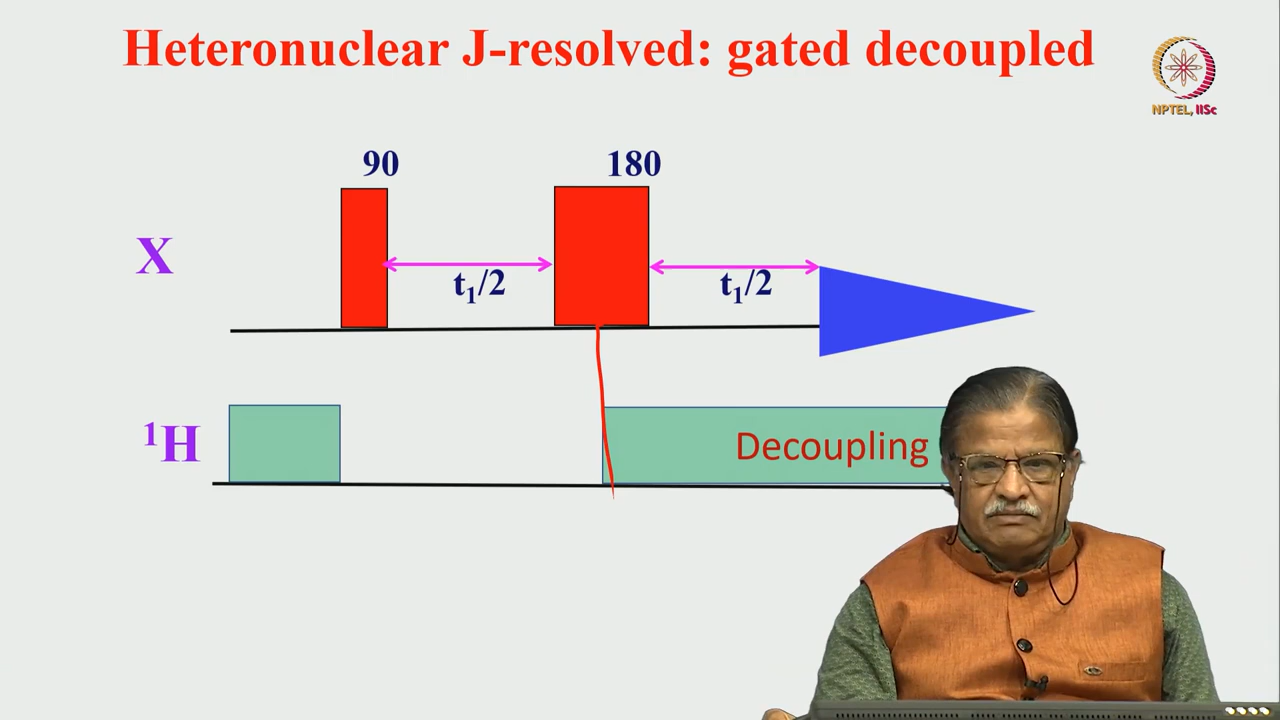 Heteronuclear J-resolved: gated decoupled
NPTEL, IISc
90
180
X
t₁/2
t₁/2
¹H
Decoupling